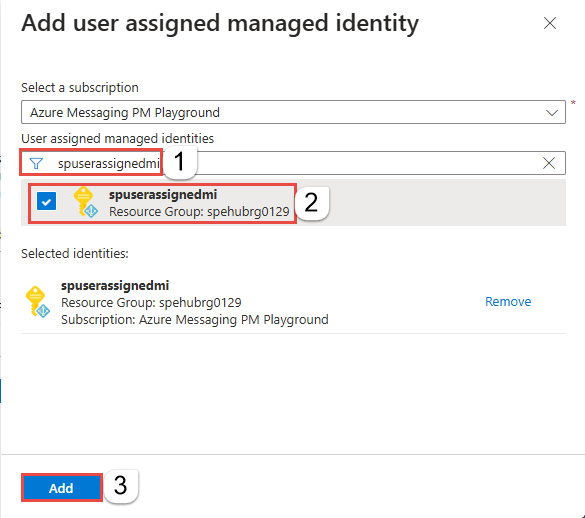 Add user assigned managed identity
Select a subscription
Azure Messaging PM Playground
*
User assigned managed identities
spuserassignedmi
1
spuserassignedmi
Resource Group: spehubrg0129
2
Selected identities:
spuserassignedmi
Resource Group: spehubrg0129
Remove
Subscription: Azure Messaging PM Playground
Add
3